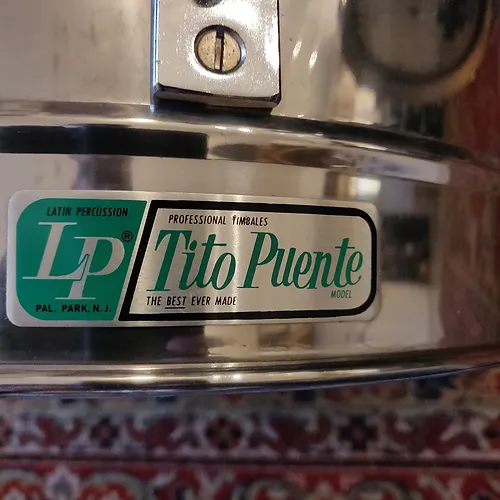 LATIN PERCUSSION
LP®
PAL. PARK, N. J.
PROFESSIONAL TIMBALES
Tito Puente
MODEL
THE BEST EVER MADE